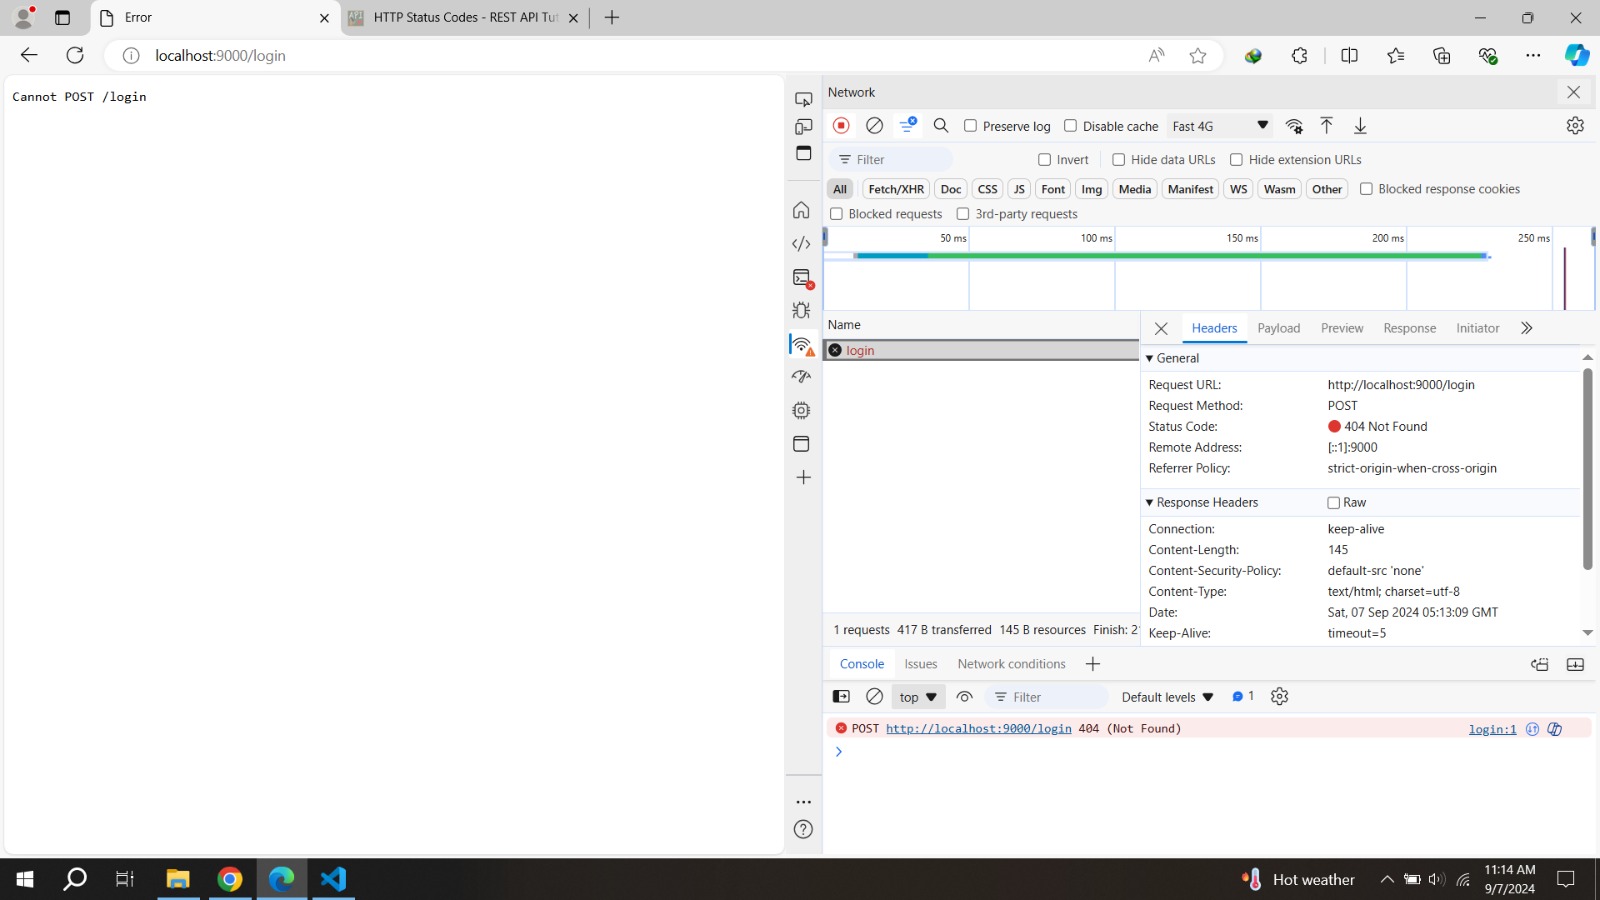 Error
HTTP Status Codes - REST API Tu
localhost:9000/login
Cannot POST /login
Network
Preserve log
Disable cache
Fast 4G
Filter
Invert
Hide data URLs
Hide extension URLs
All
Fetch/XHR
Doc
CSS
JS
Font
Img
Media
Manifest
WS
Wasm
Other
Blocked response cookies
Blocked requests
3rd-party requests
50 ms
100 ms
150 ms
200 ms
250 ms
Name
login
Headers
Payload
Preview
Response
Initiator
General
Request URL: http://localhost:9000/login
Request Method: POST
Status Code: 404 Not Found
Remote Address: [::1]:9000
Referrer Policy: strict-origin-when-cross-origin
Response Headers
Raw
Connection: keep-alive
Content-Length: 145
Content-Security-Policy: default-src 'none'
Content-Type: text/html; charset=utf-8
Date: Sat, 07 Sep 2024 05:13:09 GMT
Keep-Alive: timeout=5
1 requests 417 B transferred 145 B resources Finish: 2
Console
Issues
Network conditions
top
Filter
Default levels
1
POST http://localhost:9000/login 404 (Not Found)
login:1
Hot weather
11:14 AM
9/7/2024